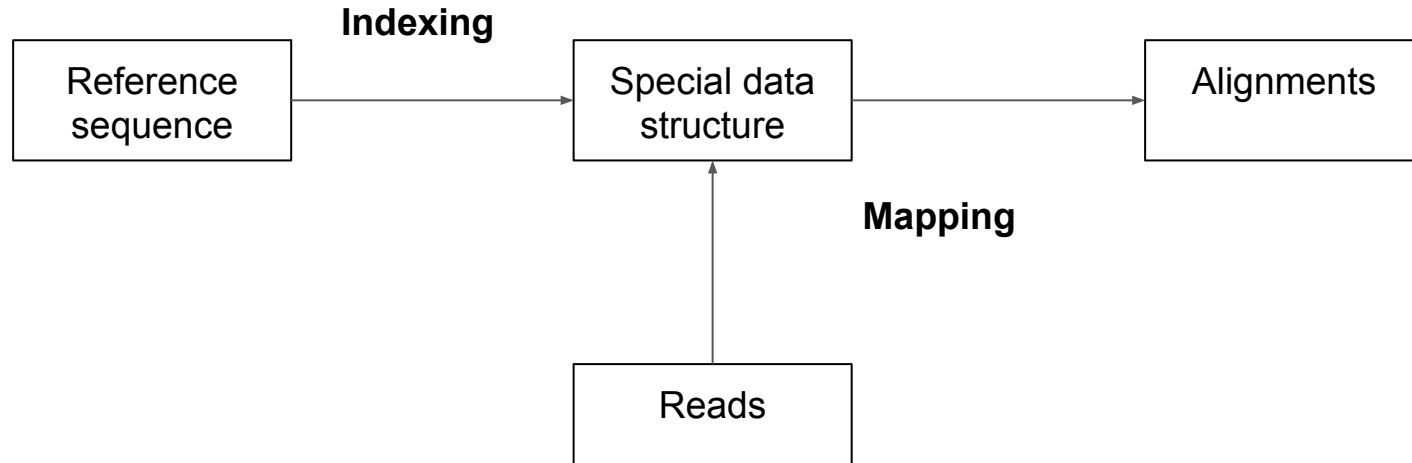 Indexing
Reference
sequence
Special data
structure
Alignments
Mapping
Reads